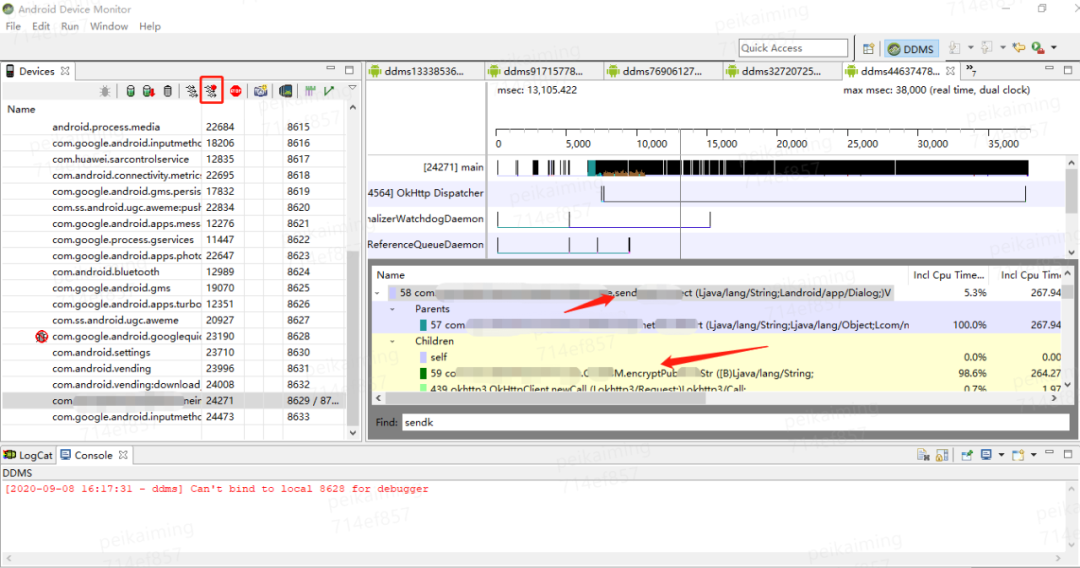 Android Device Monitor
File Edit Run Window Help
Quick Access
DDMS
Devices
ddms13338536...
ddms91715778...
ddms76906127...
ddms32720725...
ddms44637478...
»7
msec: 13,105.422
max msec: 38,000 (real time, dual clock)
Name
0 5,000 10,000 15,000 20,000 25,000 30,000 35,000
android.process.media 22684 8615
com.google.android.inputmethc 18206 8616
com.huawei.sarcontrolservice 12835 8617
com.android.connectivity.metric 22695 8618
com.google.android.gms.persis 17832 8619
com.ss.android.ugc.aweme:push 22834 8620
com.google.android.apps.mess 12276 8621
com.google.process.gservices 11447 8622
com.google.android.apps.photo 22647 8623
com.android.bluetooth 12989 8624
com.google.android.gms 19070 8625
com.google.android.apps.turbo 12351 8626
com.ss.android.ugc.aweme 20927 8627
com.google.android.googlequic 23190 8628
com.android.settings 23710 8630
com.android.vending 23996 8631
com.android.vending:download 24008 8632
com. neir 24271 8629 / 87...
com.google.android.inputmethc 24473 8633
[24271] main
4564] OkHttp Dispatcher
nalizerWatchdogDaemon
ReferenceQueueDaemon
Name Incl Cpu Time... Incl Cpu Tim
58 com. send ect (Ljava/lang/String;Landroid/app/Dialog;)V 5.3% 267.94
Parents
57 com. net rt (Ljava/lang/String;Ljava/lang/Object;Lcom/n 100.0% 267.94
Children
self 0.0% 0.00
59 co M.encryptPub Str ([B)Ljava/lang/String; 98.6% 264.27
439 okhttp3.OkHttpClient.newCall (Lokhttp3/Request;)Lokhttp3/Call; 0.7% 1.97
Find: sendk
LogCat Console
DDMS
[2020-09-08 16:17:31 - ddms] Can't bind to local 8628 for debugger
peikaiming
714ef857